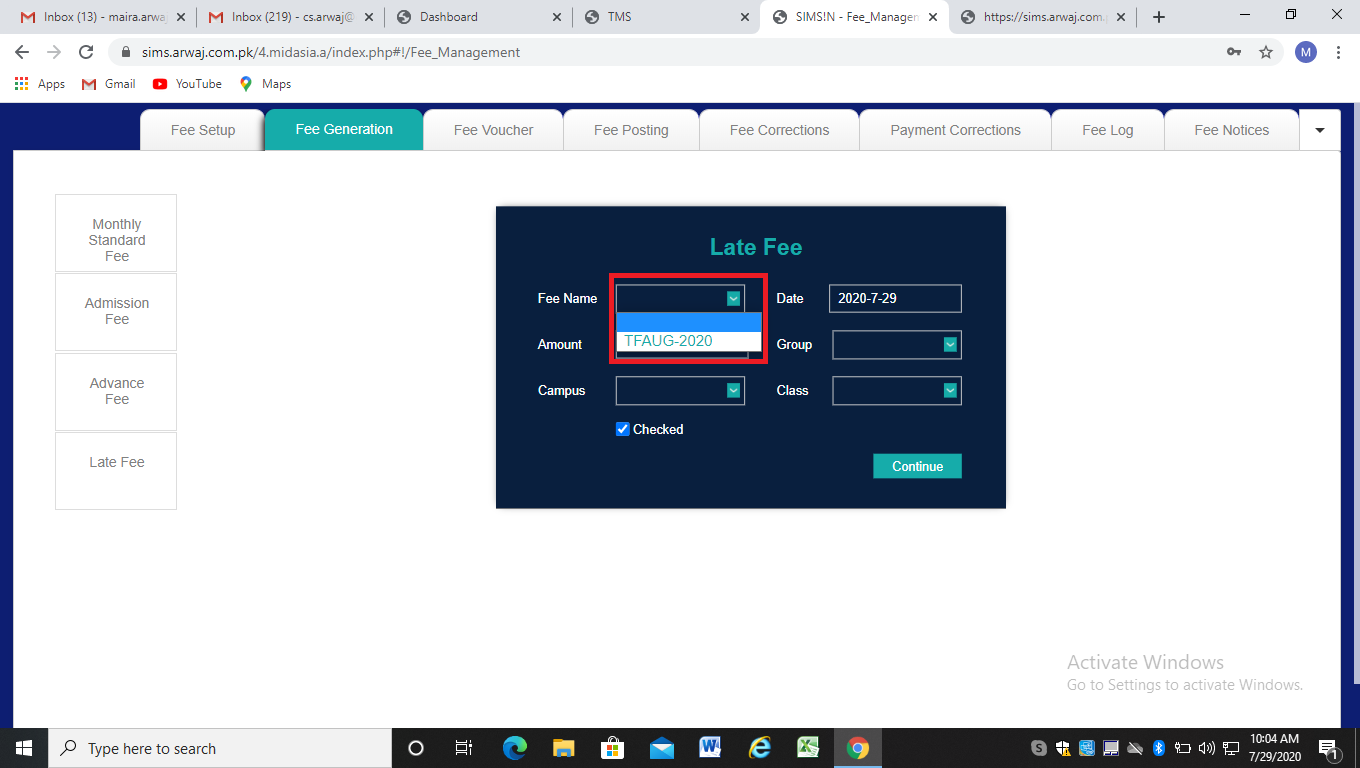 Inbox (13) - maira.arwaj
Inbox (219) - cs.arwaj@
Dashboard
TMS
SIMS!N - Fee_Managen
https://sims.arwaj.com.
sims.arwaj.com.pk/4.midasia.a/index.php#!/Fee_Management
M
Apps
Gmail
YouTube
Maps
Fee Setup
Fee Generation
Fee Voucher
Fee Posting
Fee Corrections
Payment Corrections
Fee Log
Fee Notices
Monthly
Standard
Fee
Admission
Fee
Advance
Fee
Late Fee
Late Fee
Fee Name
Date
2020-7-29
TFAUG-2020
Amount
Group
Campus
Class
Checked
Continue
Activate Windows
Go to Settings to activate Windows.
Type here to search
10:04 AM
7/29/2020
1